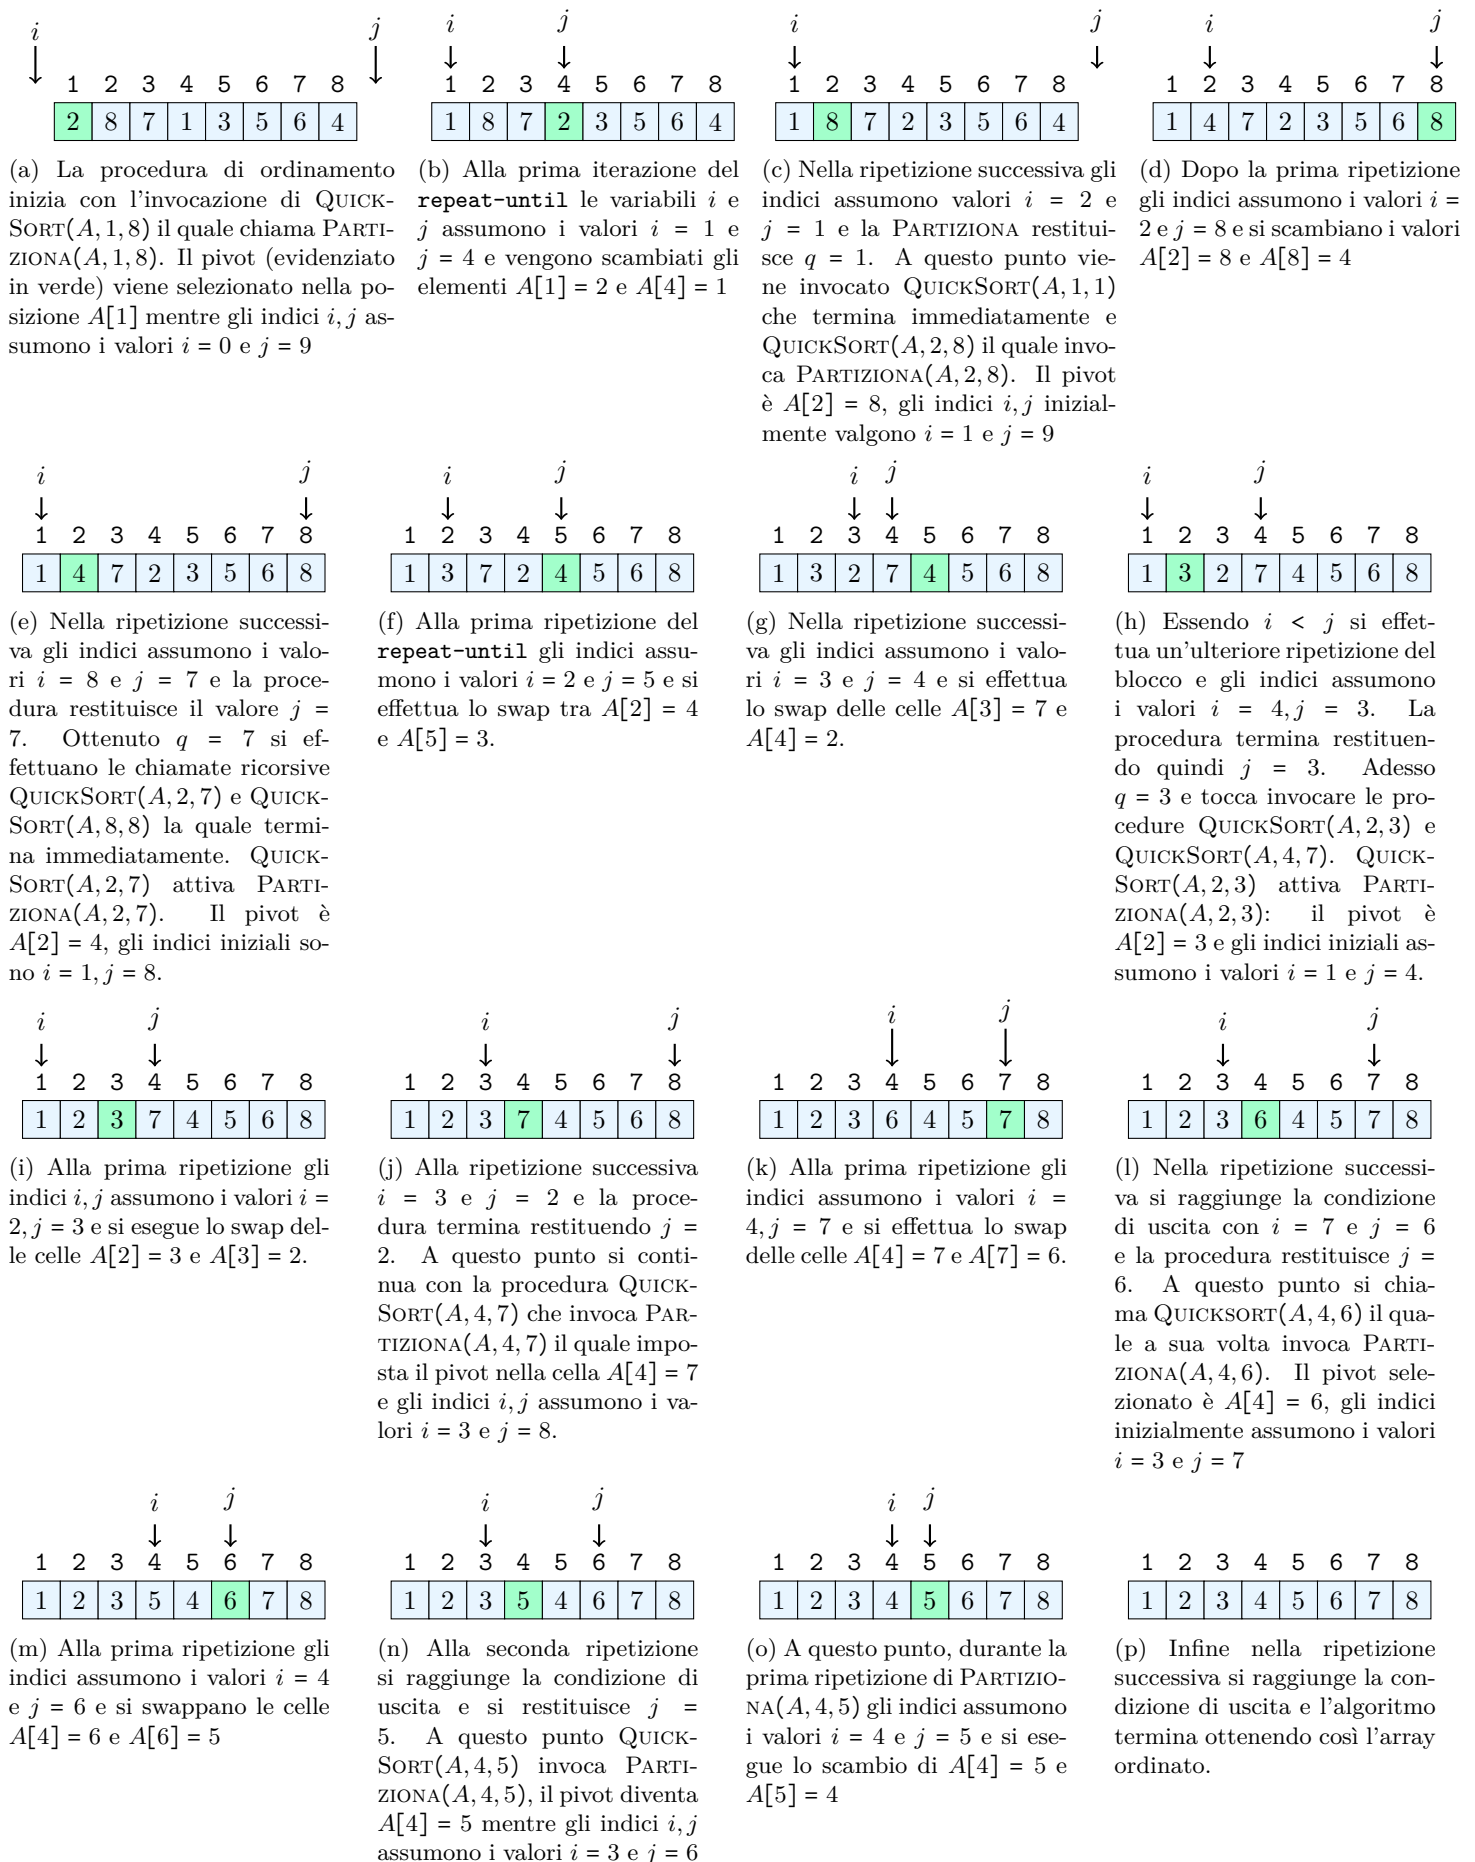 i j i j i j i j
1 2 3 4 5 6 7 8 1 2 3 4 5 6 7 8 1 2 3 4 5 6 7 8 1 2 3 4 5 6 7 8
2 8 7 1 3 5 6 4 1 8 7 2 3 5 6 4 1 8 7 2 3 5 6 4 1 4 7 2 3 5 6 8
(a) La procedura di ordinamento
inizia con l'invocazione di QUICK-
SORT(A, 1, 8) il quale chiama PARTI-
ZIONA(A, 1, 8). Il pivot (evidenziato
in verde) viene selezionato nella po-
sizione A[1] mentre gli indici i, j as-
sumono i valori i = 0 e j = 9
(b) Alla prima iterazione del
repeat-until le variabili i e
j assumono i valori i = 1 e
j = 4 e vengono scambiati gli
elementi A[1] = 2 e A[4] = 1
(c) Nella ripetizione successiva gli
indici assumono valori i = 2 e
j = 1 e la PARTIZIONA restitui-
sce q = 1. A questo punto vie-
ne invocato QUICKSORT(A, 1, 1)
che termina immediatamente e
QUICKSORT(A, 2, 8) il quale invo-
ca PARTIZIONA(A, 2, 8). Il pivot
è A[2] = 8, gli indici i, j inizial-
mente valgono i = 1 e j = 9
(d) Dopo la prima ripetizione
gli indici assumono i valori i =
2 e j = 8 e si scambiano i valori
A[2] = 8 e A[8] = 4
i j i j i j i j
1 2 3 4 5 6 7 8 1 2 3 4 5 6 7 8 1 2 3 4 5 6 7 8 1 2 3 4 5 6 7 8
1 4 7 2 3 5 6 8 1 3 7 2 4 5 6 8 1 3 2 7 4 5 6 8 1 3 2 7 4 5 6 8
(e) Nella ripetizione successi-
va gli indici assumono i valo-
ri i = 8 e j = 7 e la proce-
dura restituisce il valore j =
7. Ottenuto q = 7 si ef-
fettuano le chiamate ricorsive
QUICKSORT(A, 2, 7) e QUICK-
SORT(A, 8, 8) la quale termi-
na immediatamente. QUICK-
SORT(A, 2, 7) attiva PARTI-
ZIONA(A, 2, 7). Il pivot è
A[2] = 4, gli indici iniziali so-
no i = 1, j = 8.
(f) Alla prima ripetizione del
repeat-until gli indici assu-
mono i valori i = 2 e j = 5 e si
effettua lo swap tra A[2] = 4
e A[5] = 3.
(g) Nella ripetizione successi-
va gli indici assumono i valo-
ri i = 3 e j = 4 e si effettua
lo swap delle celle A[3] = 7 e
A[4] = 2.
(h) Essendo i < j si effet-
tua un'ulteriore ripetizione del
blocco e gli indici assumono
i valori i = 4, j = 3. La
procedura termina restituen-
do quindi j = 3. Adesso
q = 3 e tocca invocare le pro-
cedure QUICKSORT(A, 2, 3) e
QUICKSORT(A, 4, 7). QUICK-
SORT(A, 2, 3) attiva PARTI-
ZIONA(A, 2, 3): il pivot è
A[2] = 3 e gli indici iniziali as-
sumono i valori i = 1 e j = 4.
i j i j i j i j
1 2 3 4 5 6 7 8 1 2 3 4 5 6 7 8 1 2 3 4 5 6 7 8 1 2 3 4 5 6 7 8
1 2 3 7 4 5 6 8 1 2 3 7 4 5 6 8 1 2 3 6 4 5 7 8 1 2 3 6 4 5 7 8
(i) Alla prima ripetizione gli
indici i, j assumono i valori i =
2, j = 3 e si esegue lo swap del-
le celle A[2] = 3 e A[3] = 2.
(j) Alla ripetizione successiva
i = 3 e j = 2 e la proce-
dura termina restituendo j =
2. A questo punto si conti-
nua con la procedura QUICK-
SORT(A, 4, 7) che invoca PAR-
TIZIONA(A, 4, 7) il quale impo-
sta il pivot nella cella A[4] = 7
e gli indici i, j assumono i va-
lori i = 3 e j = 8.
(k) Alla prima ripetizione gli
indici assumono i valori i =
4, j = 7 e si effettua lo swap
delle celle A[4] = 7 e A[7] = 6.
(l) Nella ripetizione successi-
va si raggiunge la condizione
di uscita con i = 7 e j = 6
e la procedura restituisce j =
6. A questo punto si chia-
ma QUICKSORT(A, 4, 6) il qua-
le a sua volta invoca PARTI-
ZIONA(A, 4, 6). Il pivot sele-
zionato è A[4] = 6, gli indici
inizialmente assumono i valori
i = 3 e j = 7
i j i j i j
1 2 3 4 5 6 7 8 1 2 3 4 5 6 7 8 1 2 3 4 5 6 7 8 1 2 3 4 5 6 7 8
1 2 3 5 4 6 7 8 1 2 3 5 4 6 7 8 1 2 3 4 5 6 7 8 1 2 3 4 5 6 7 8
(m) Alla prima ripetizione gli
indici assumono i valori i = 4
e j = 6 e si swappano le celle
A[4] = 6 e A[6] = 5
(n) Alla seconda ripetizione
si raggiunge la condizione di
uscita e si restituisce j =
5. A questo punto QUICK-
SORT(A, 4, 5) invoca PARTI-
ZIONA(A, 4, 5), il pivot diventa
A[4] = 5 mentre gli indici i, j
assumono i valori i = 3 e j = 6
(o) A questo punto, durante la
prima ripetizione di PARTIZIO-
NA(A, 4, 5) gli indici assumono
i valori i = 4 e j = 5 e si ese-
gue lo scambio di A[4] = 5 e
A[5] = 4
(p) Infine nella ripetizione
successiva si raggiunge la con-
dizione di uscita e l'algoritmo
termina ottenendo così l'array
ordinato.